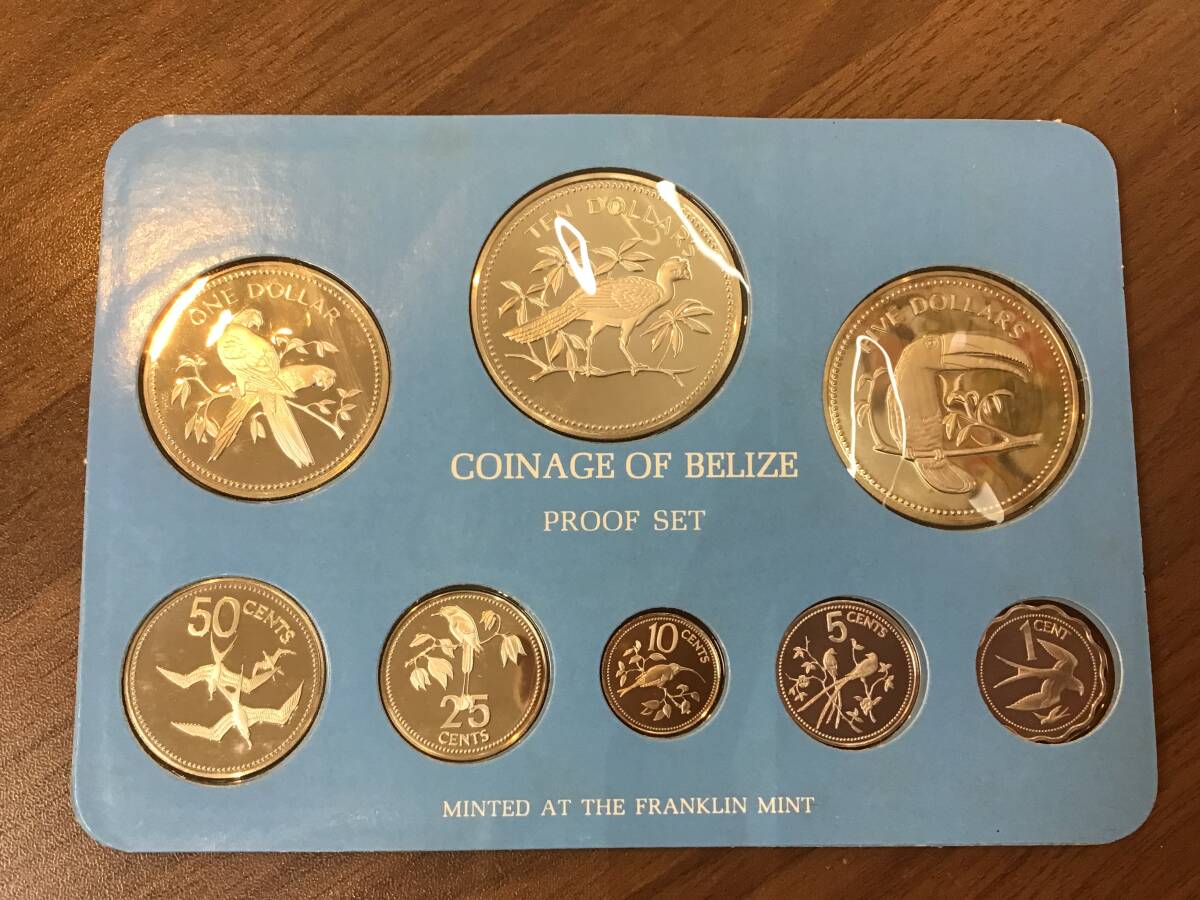 TEN DOLLARS
ONE DOLLAR
FIVE DOLLARS
COINAGE OF BELIZE
PROOF SET
50 CENTS
25
CENTS
10 CENTS
5 CENTS
1 CENT
MINTED AT THE FRANKLIN MINT